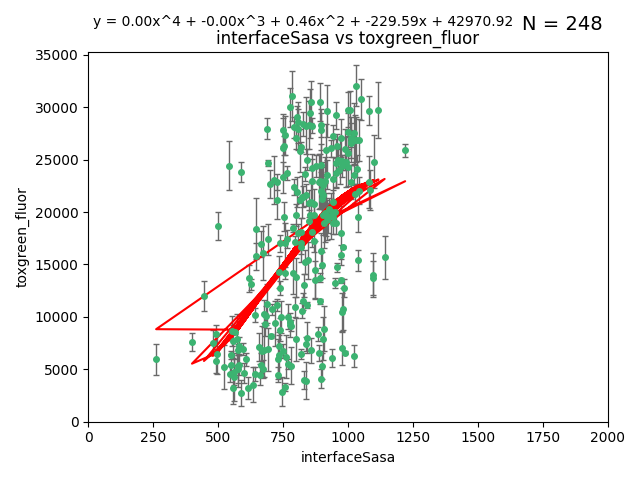 y = 0.00x^4 + -0.00x^3 + 0.46x^2 + -229.59x + 42970.92 N = 248
interfaceSasa vs toxgreen_fluor
35000
30000
25000
20000
15000
10000
5000
0
toxgreen_fluor
0 250 500 750 1000 1250 1500 1750 2000
interfaceSasa